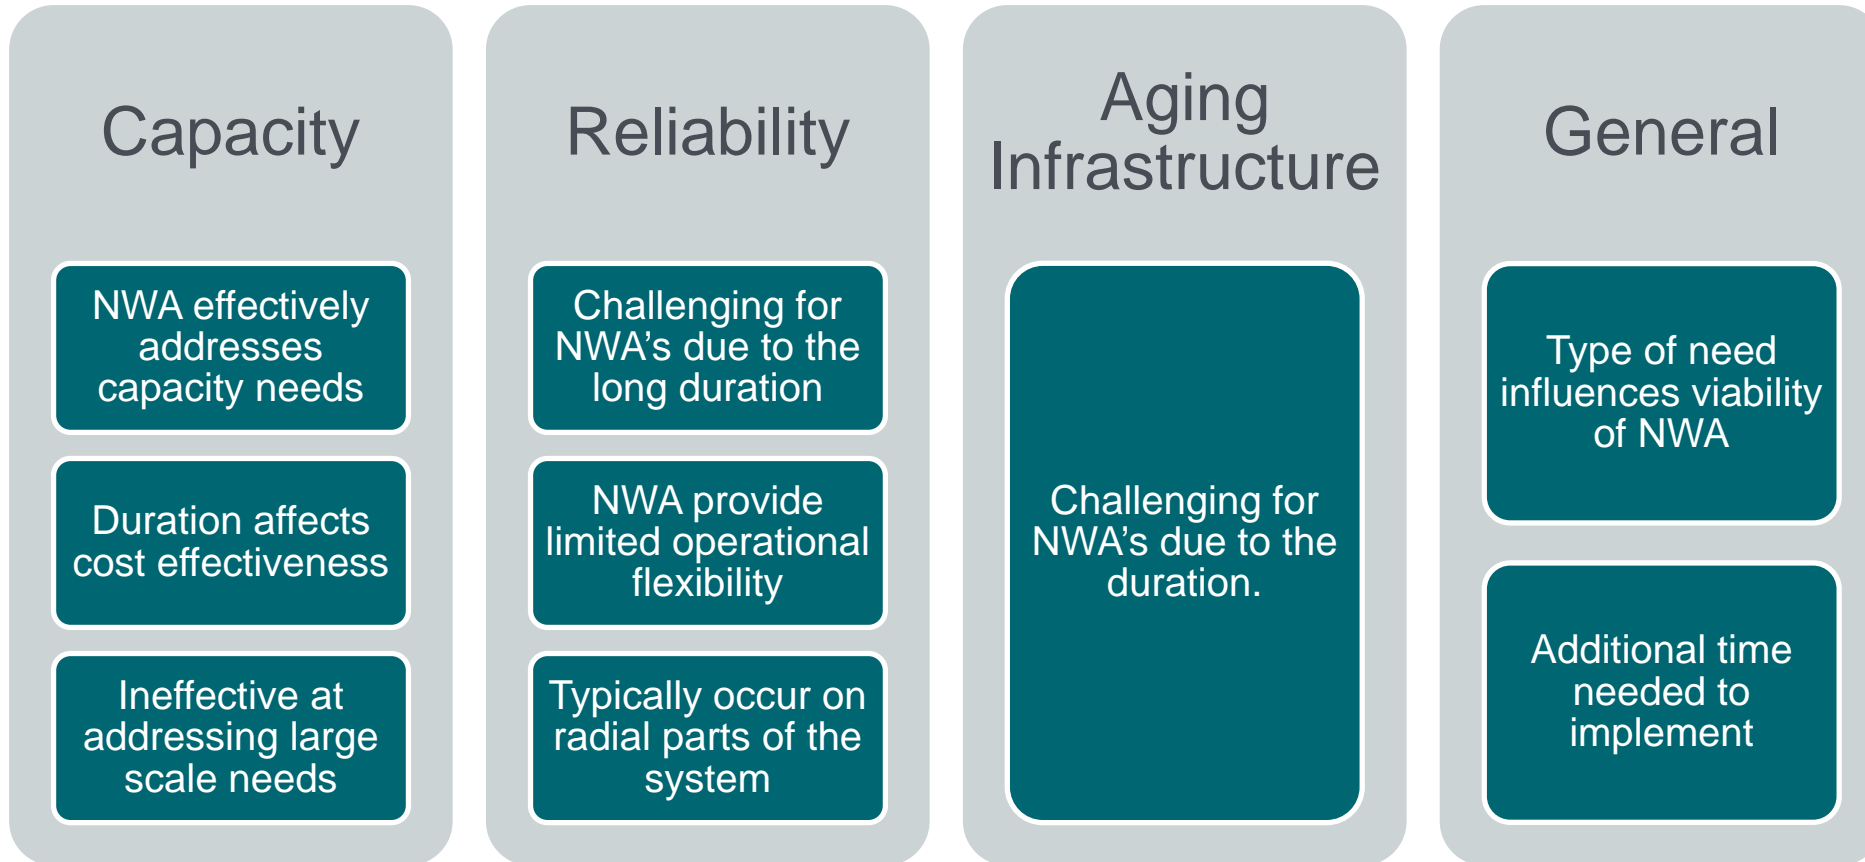 Capacity
NWA effectively
addresses
capacity needs
Duration affects
cost effectiveness
Ineffective at
addressing large
scale needs
Reliability
Challenging for
NWA’s due to the
long duration
NWA provide
limited operational
flexibility
Typically occur on
radial parts of the
system
Aging
Infrastructure
Challenging for
NWA’s due to the
duration.
General
Type of need
influences viability
of NWA
Additional time
needed to
implement